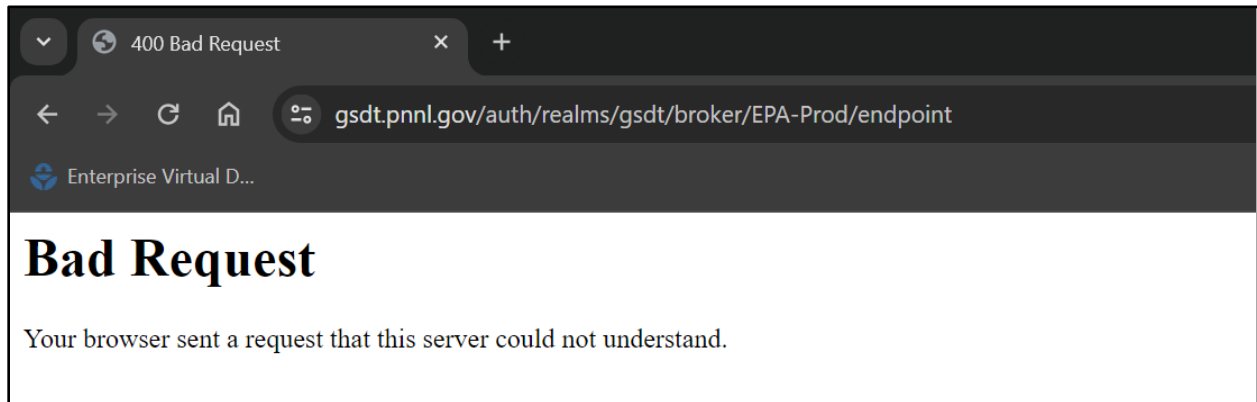 400 Bad Request
gsdt.pnnl.gov/auth/realms/gsdt/broker/EPA-Prod/endpoint
Enterprise Virtual D...
Bad Request
Your browser sent a request that this server could not understand.